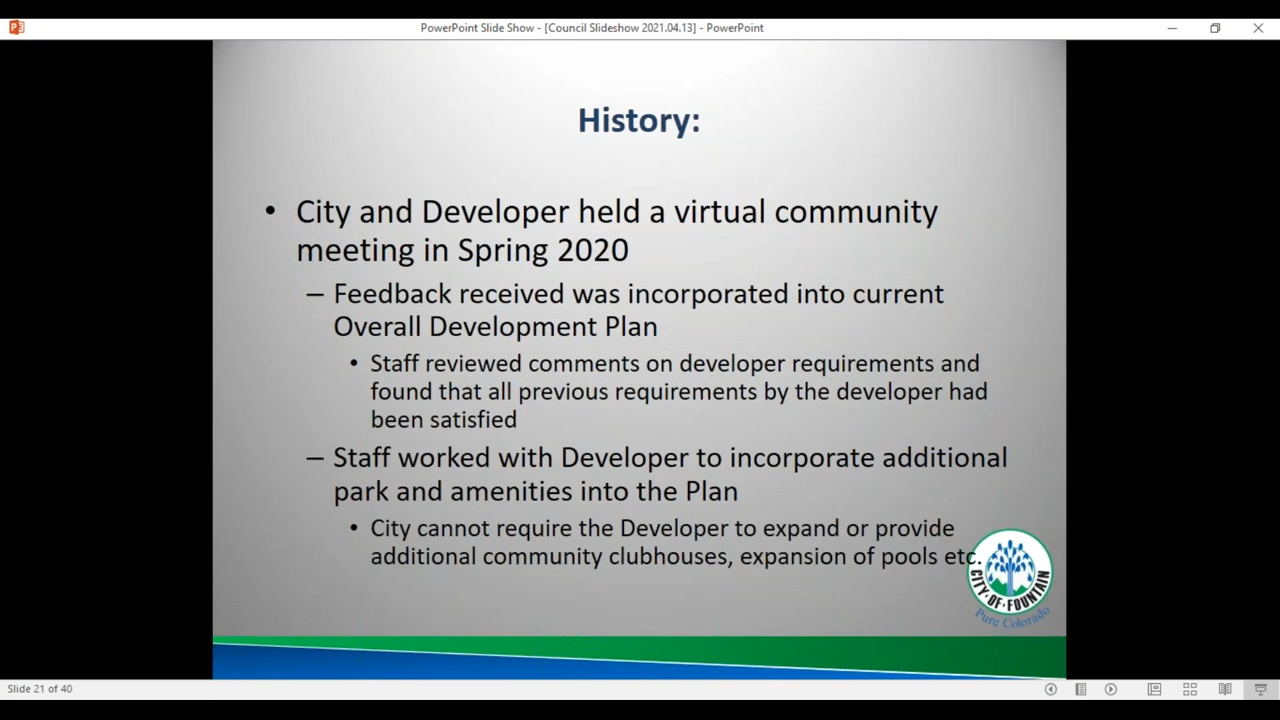 PowerPoint Slide Show - [Council Slideshow 2021.04.13] - PowerPoint
History:
• City and Developer held a virtual community
meeting in Spring 2020
– Feedback received was incorporated into current
Overall Development Plan
• Staff reviewed comments on developer requirements and
found that all previous requirements by the developer had
been satisfied
– Staff worked with Developer to incorporate additional
park and amenities into the Plan
• City cannot require the Developer to expand or provide
additional community clubhouses, expansion of pools etc.
CITY·OF·FOUNTAIN
Pure Colorado
Slide 21 of 40